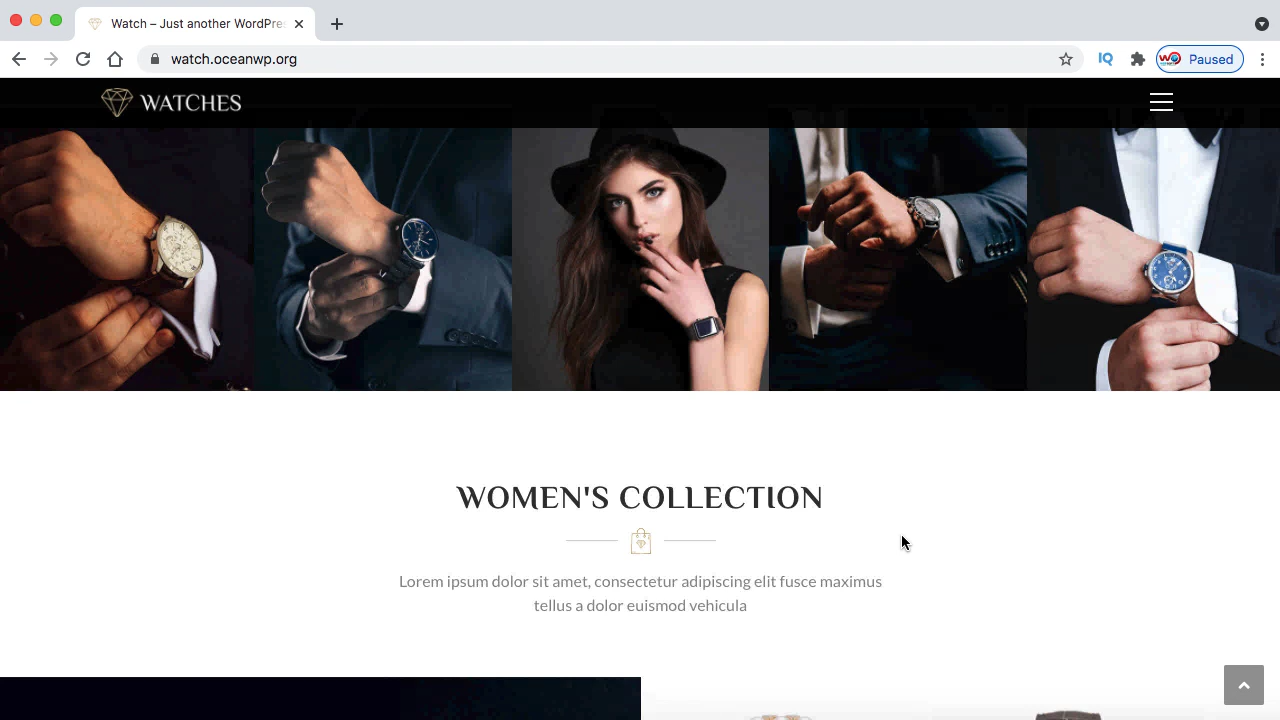 Watch – Just another WordPres
watch.oceanwp.org
IQ
Paused
WATCHES
WOMEN'S COLLECTION
Lorem ipsum dolor sit amet, consectetur adipiscing elit fusce maximus
tellus a dolor euismod vehicula